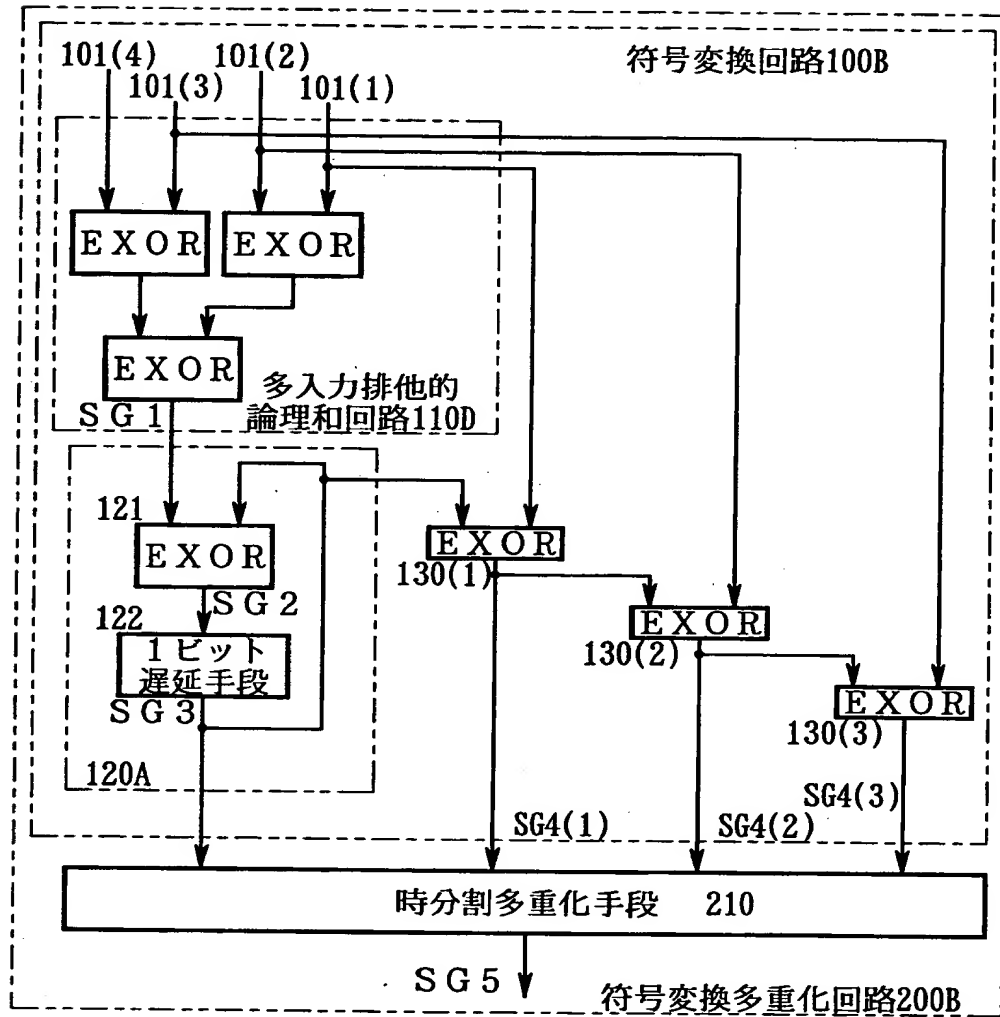 101(4)
101(3)
101(2)
101(1)
符号変換回路100B
EXOR
EXOR
EXOR
SG1
多入力排他的
論理和回路110D
121
EXOR
SG2
122
1ビット
遅延手段
SG3
120A
EXOR
130(1)
EXOR
130(2)
EXOR
130(3)
SG4(1)
SG4(2)
SG4(3)
時分割多重化手段 210
SG5
符号変換多重化回路200B